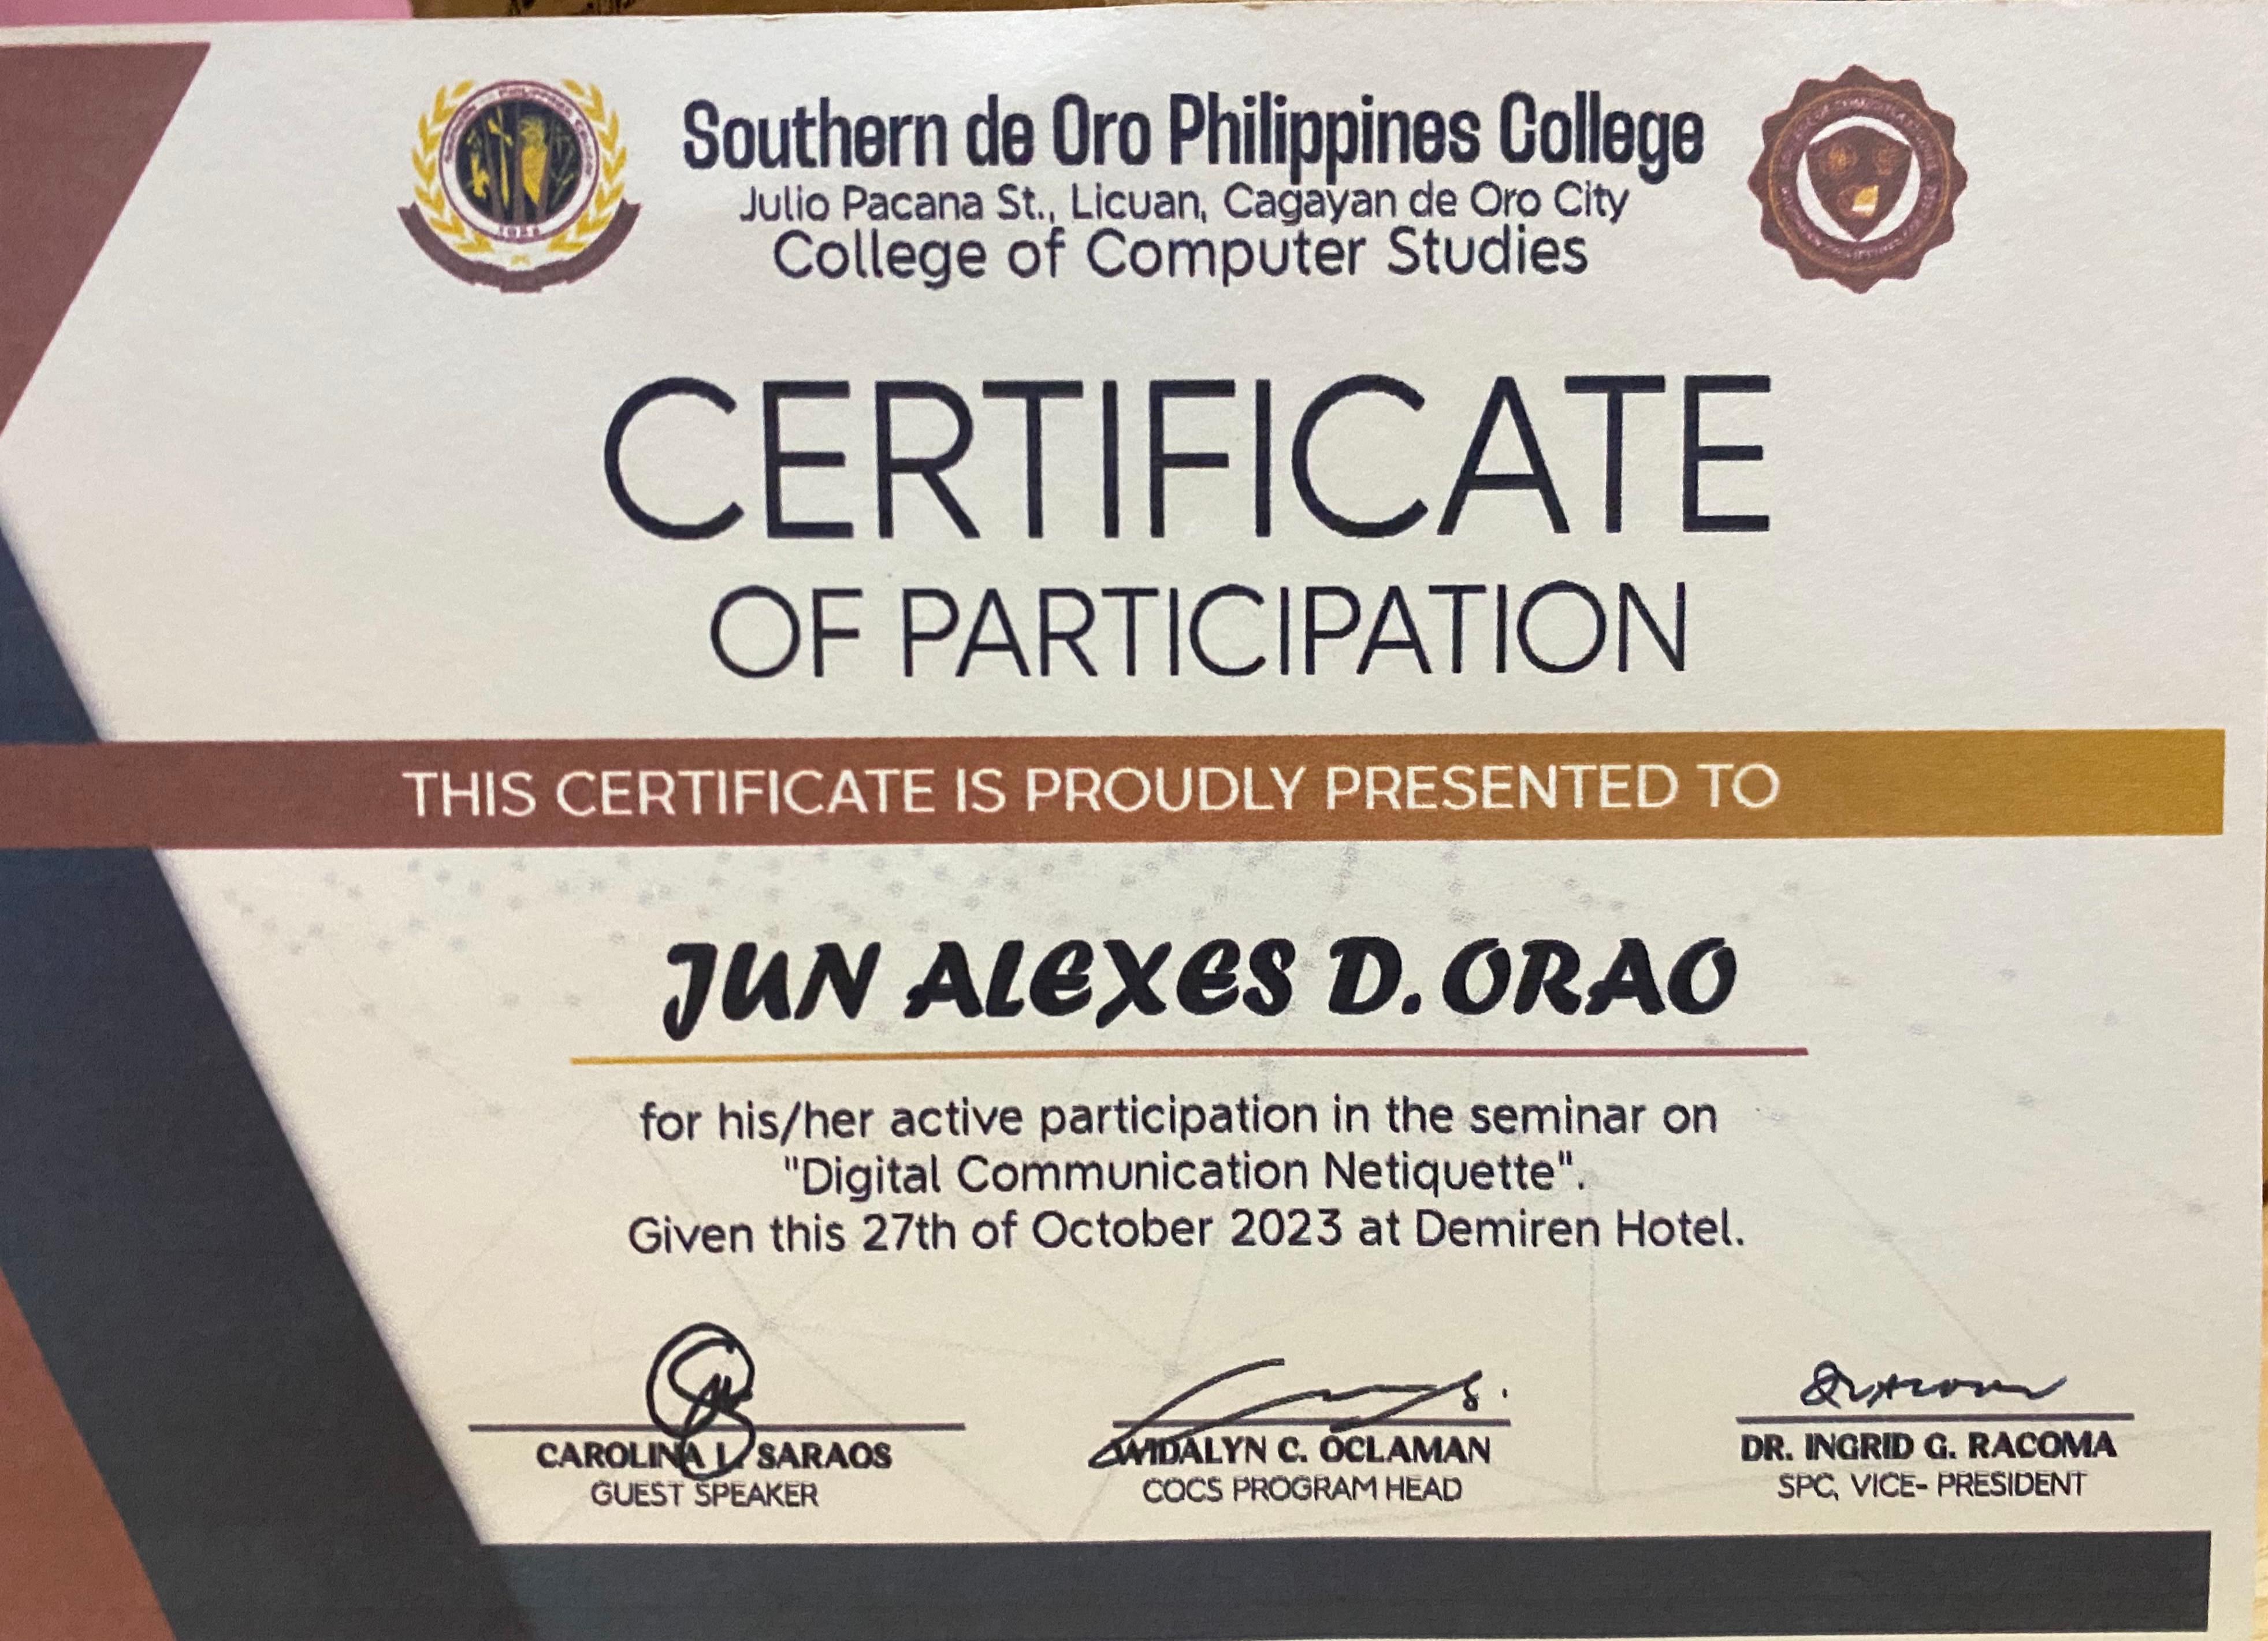 Southern de Oro Philippines College
Julio Pacana St., Licuan, Cagayan de Oro City
College of Computer Studies
CERTIFICATE
OF PARTICIPATION
THIS CERTIFICATE IS PROUDLY PRESENTED TO
JUN ALEXES D. ORAO
for his/her active participation in the seminar on
"Digital Communication Netiquette".
Given this 27th of October 2023 at Demiren Hotel.
CAROLINA L. SARAOS
GUEST SPEAKER
WIDALYN C. OCLAMAN
COCS PROGRAM HEAD
DR. INGRID G. RACOMA
SPC, VICE- PRESIDENT